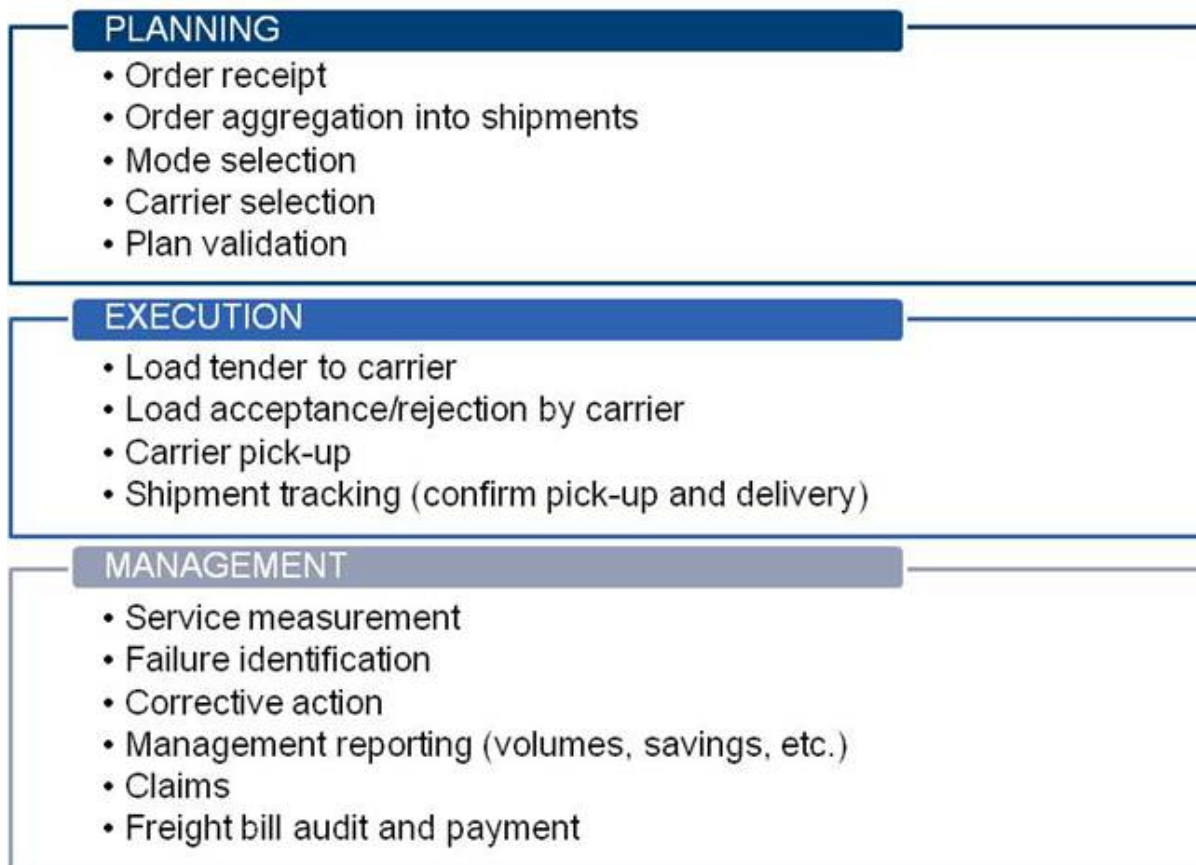 PLANNING
• Order receipt
• Order aggregation into shipments
• Mode selection
• Carrier selection
• Plan validation
EXECUTION
• Load tender to carrier
• Load acceptance/rejection by carrier
• Carrier pick-up
• Shipment tracking (confirm pick-up and delivery)
MANAGEMENT
• Service measurement
• Failure identification
• Corrective action
• Management reporting (volumes, savings, etc.)
• Claims
• Freight bill audit and payment